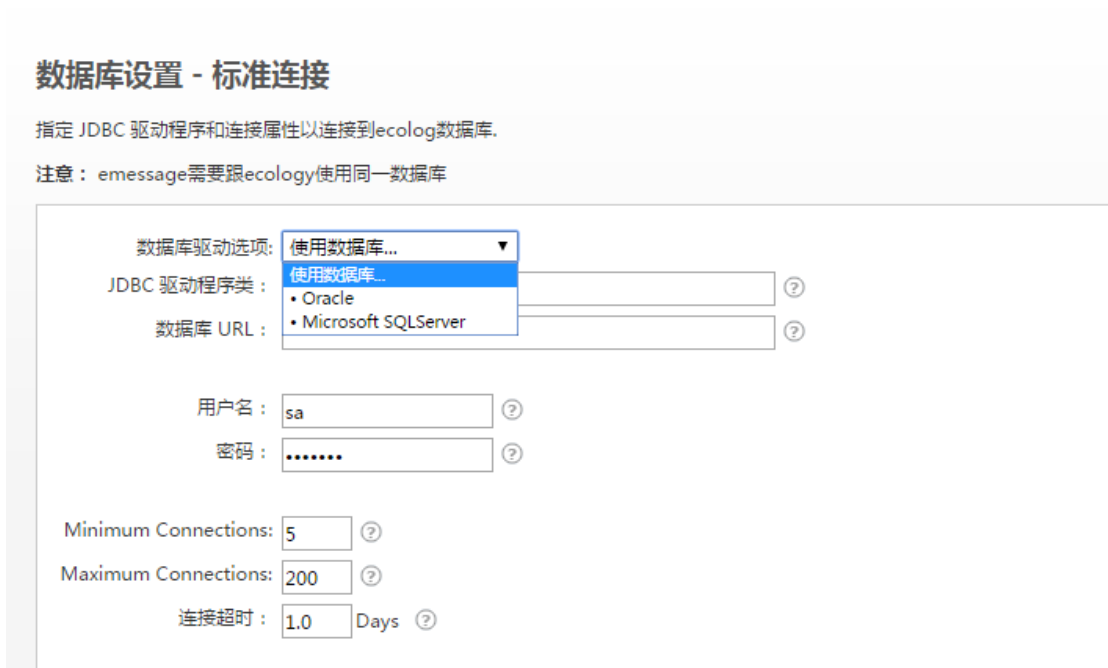 数据库设置 - 标准连接
指定 JDBC 驱动程序和连接属性以连接到ecolog数据库.
注意： emessage需要跟ecology使用同一数据库
数据库驱动选项: 使用数据库... ▼
使用数据库...
JDBC 驱动程序类：
• Oracle
• Microsoft SQLServer
数据库 URL：
用户名： sa
密码： •••••••
Minimum Connections: 5
Maximum Connections: 200
连接超时： 1.0 Days